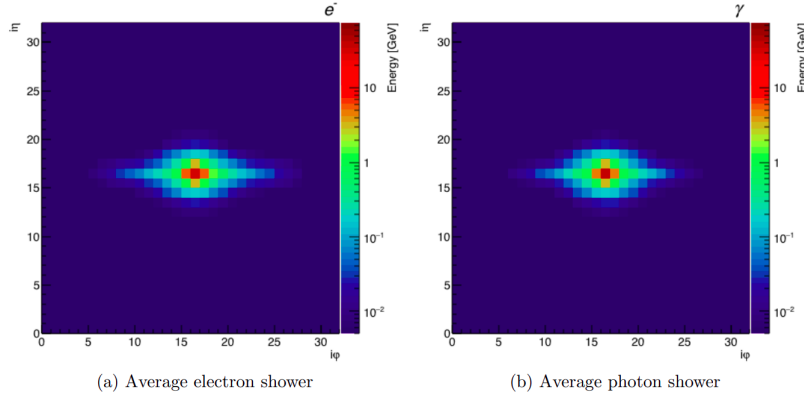 e⁻
γ
iη
30
25
20
15
10
5
0
0 5 10 15 20 25 30
iφ
10
1
10⁻¹
10⁻²
Energy [GeV]
iη
30
25
20
15
10
5
0
0 5 10 15 20 25 30
iφ
10
1
10⁻¹
10⁻²
Energy [GeV]
(a) Average electron shower
(b) Average photon shower